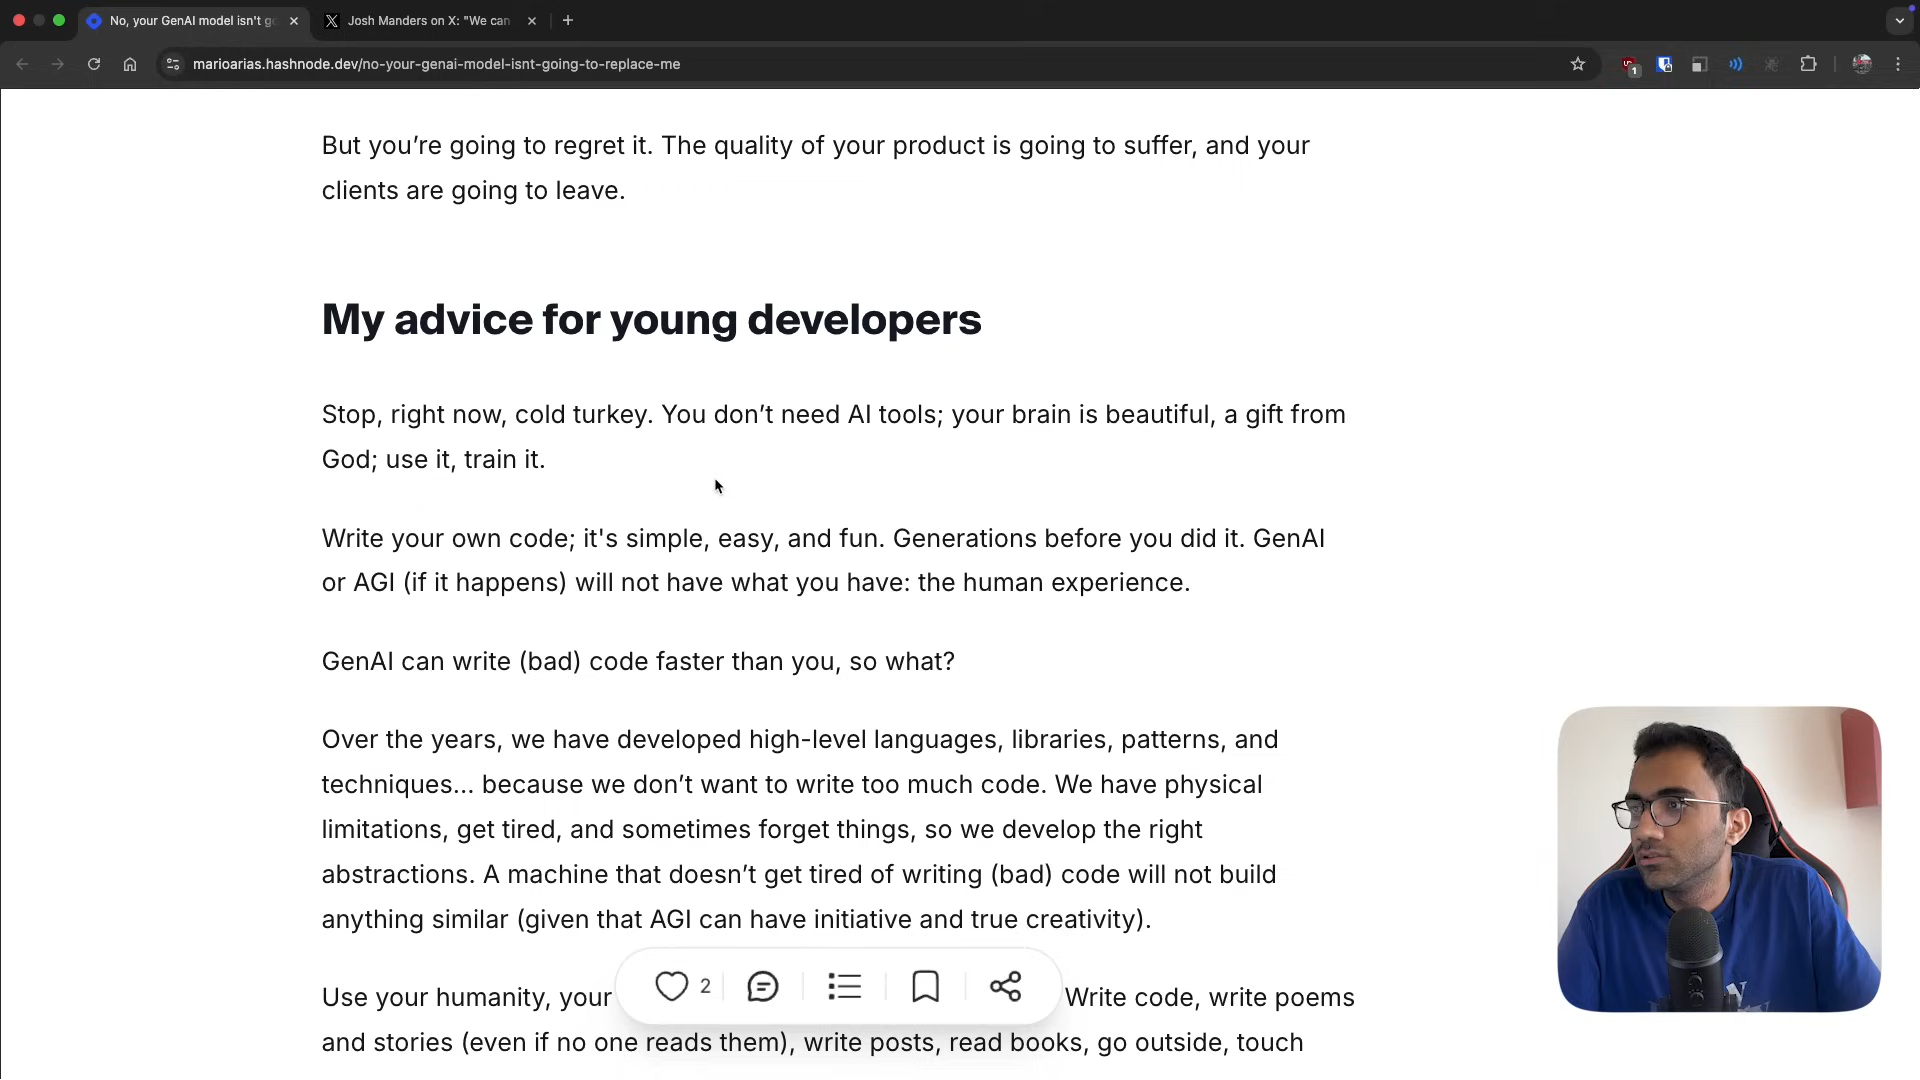 No, your GenAI model isn't go
Josh Manders on X: "We can
marioarias.hashnode.dev/no-your-genai-model-isnt-going-to-replace-me
1
But you’re going to regret it. The quality of your product is going to suffer, and your
clients are going to leave.
My advice for young developers
Stop, right now, cold turkey. You don’t need AI tools; your brain is beautiful, a gift from
God; use it, train it.
Write your own code; it's simple, easy, and fun. Generations before you did it. GenAI
or AGI (if it happens) will not have what you have: the human experience.
GenAI can write (bad) code faster than you, so what?
Over the years, we have developed high-level languages, libraries, patterns, and
techniques... because we don’t want to write too much code. We have physical
limitations, get tired, and sometimes forget things, so we develop the right
abstractions. A machine that doesn’t get tired of writing (bad) code will not build
anything similar (given that AGI can have initiative and true creativity).
Use your humanity, your Write code, write poems
2
and stories (even if no one reads them), write posts, read books, go outside, touch